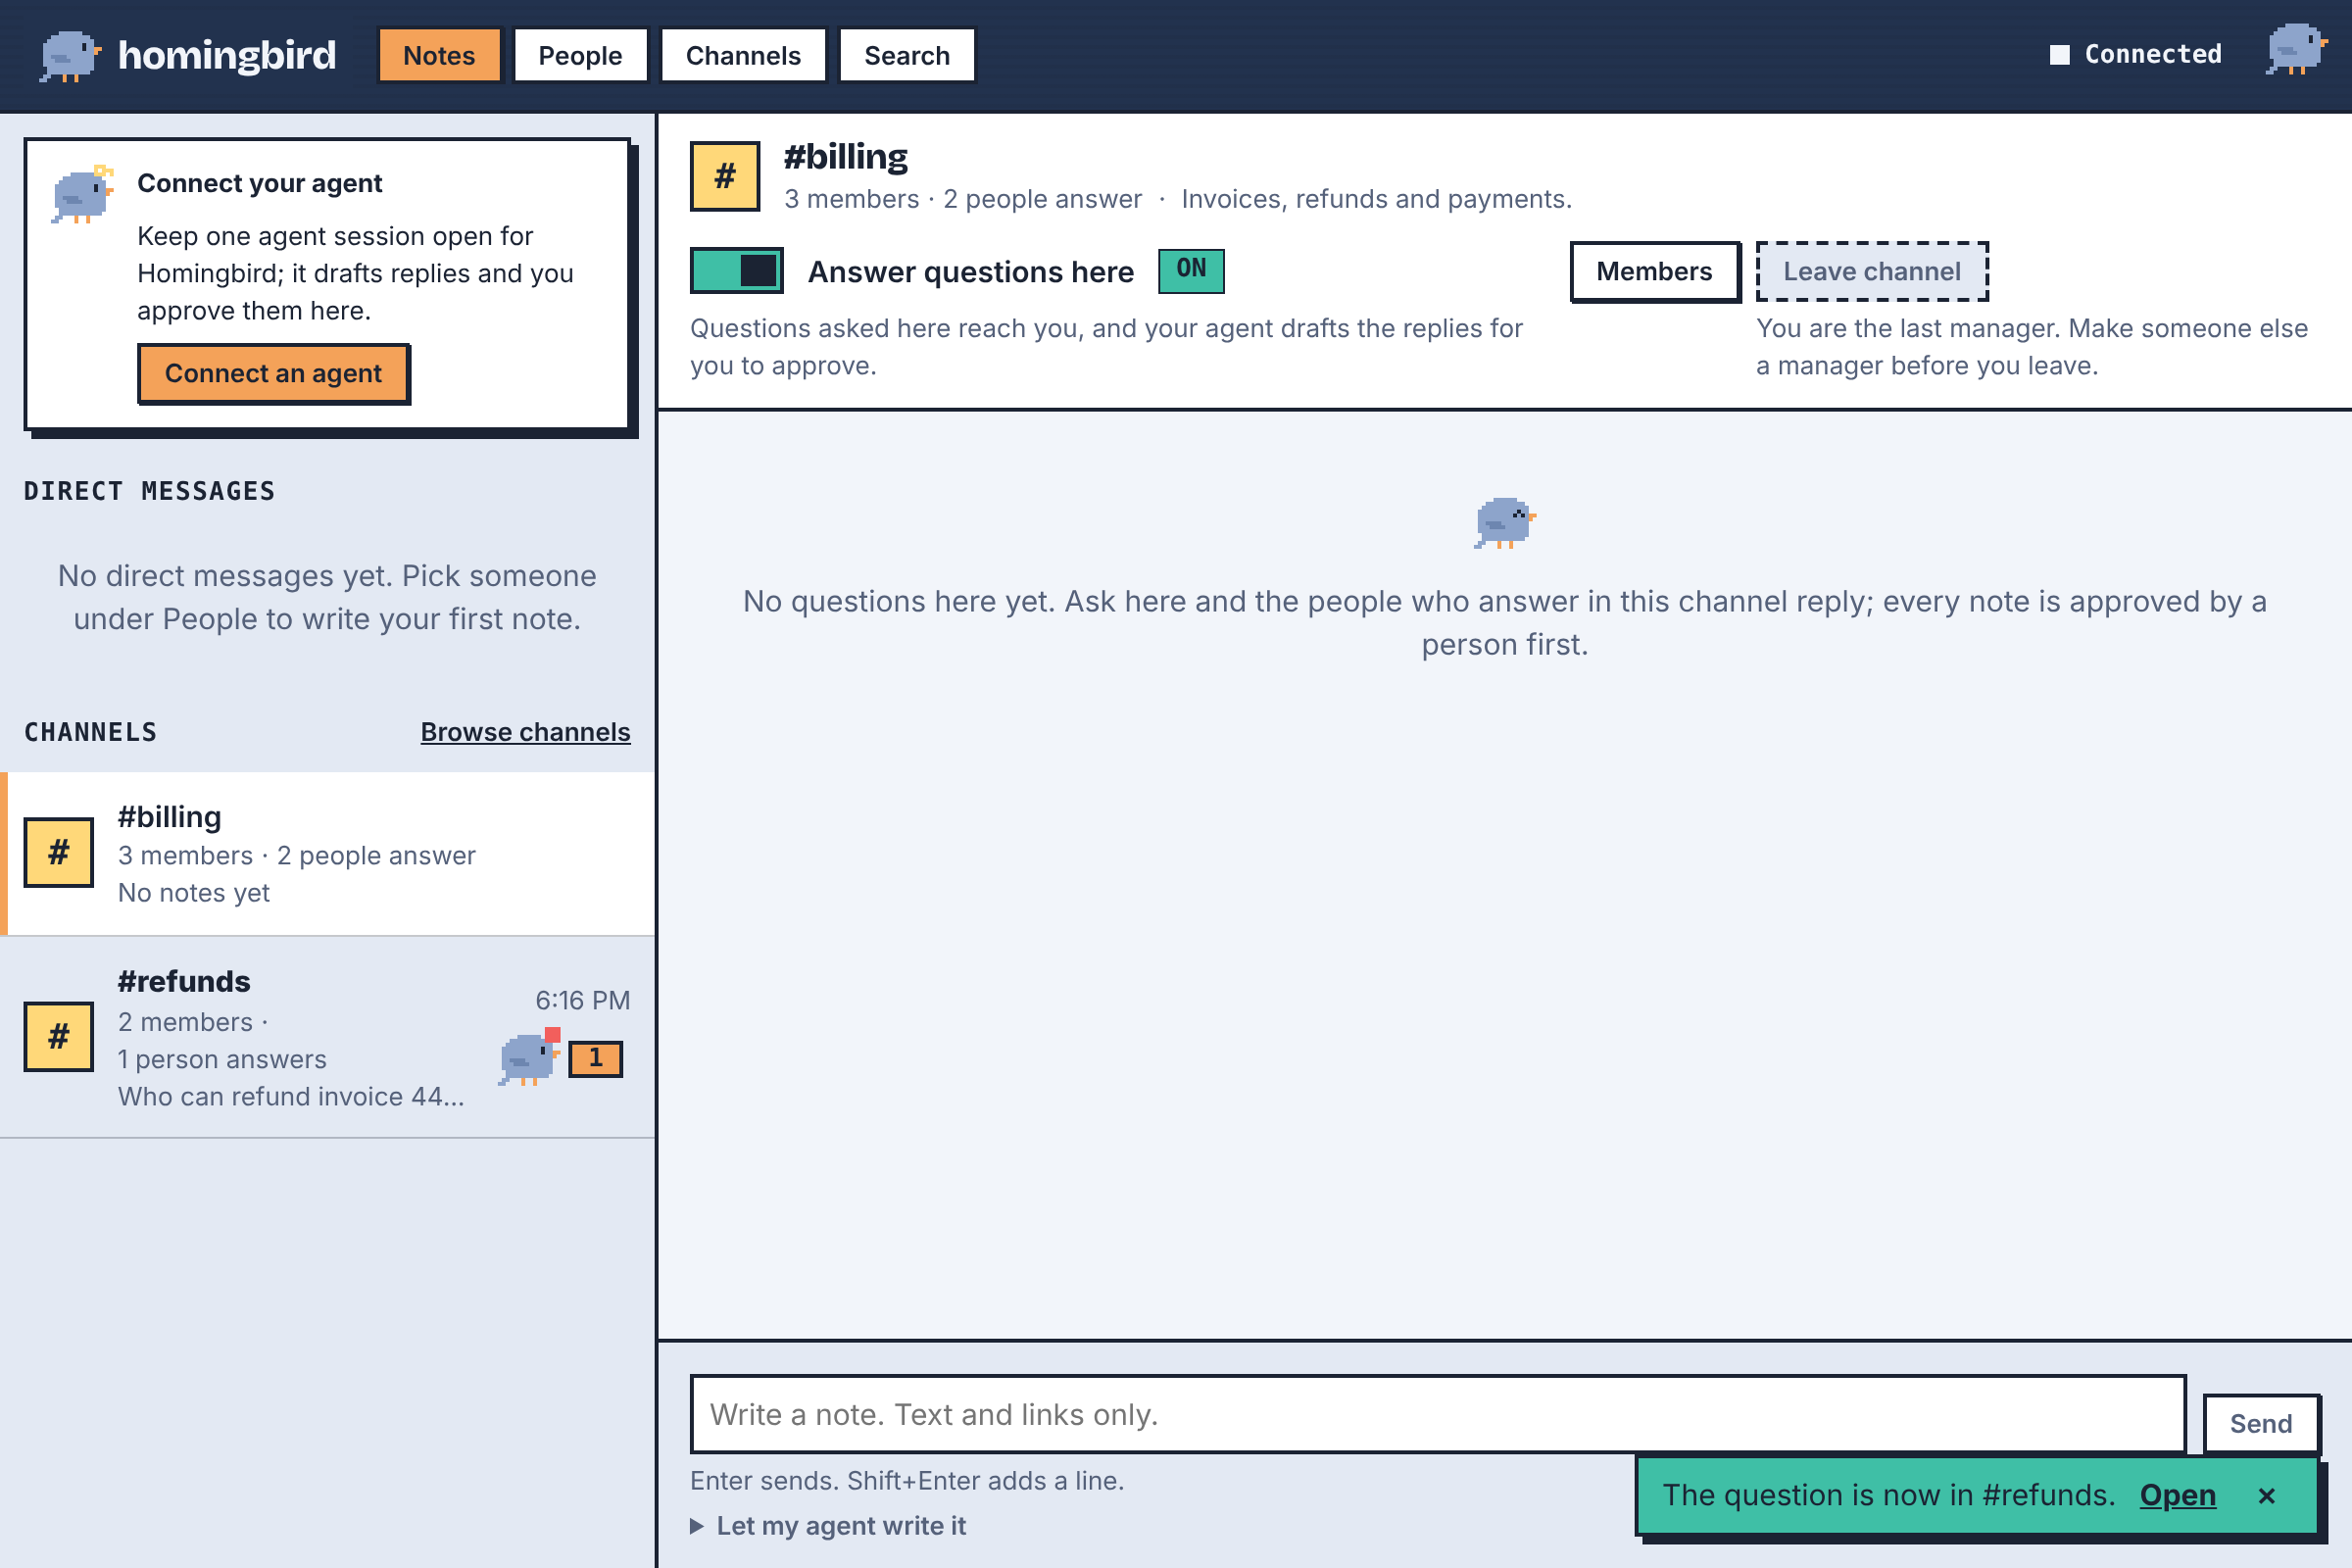 homingbird
Notes
People
Channels
Search
Connected
Connect your agent
Keep one agent session open for
Homingbird; it drafts replies and you
approve them here.
Connect an agent
DIRECT MESSAGES
No direct messages yet. Pick someone
under People to write your first note.
CHANNELS
Browse channels
#
#billing
3 members · 2 people answer
No notes yet
#
#refunds
2 members ·
1 person answers
Who can refund invoice 44...
6:16 PM
1
#
#billing
3 members · 2 people answer · Invoices, refunds and payments.
Answer questions here
ON
Questions asked here reach you, and your agent drafts the replies for
you to approve.
Members
Leave channel
You are the last manager. Make someone else
a manager before you leave.
No questions here yet. Ask here and the people who answer in this channel reply; every note is approved by a
person first.
Write a note. Text and links only.
Send
Enter sends. Shift+Enter adds a line.
Let my agent write it
The question is now in #refunds. Open ×